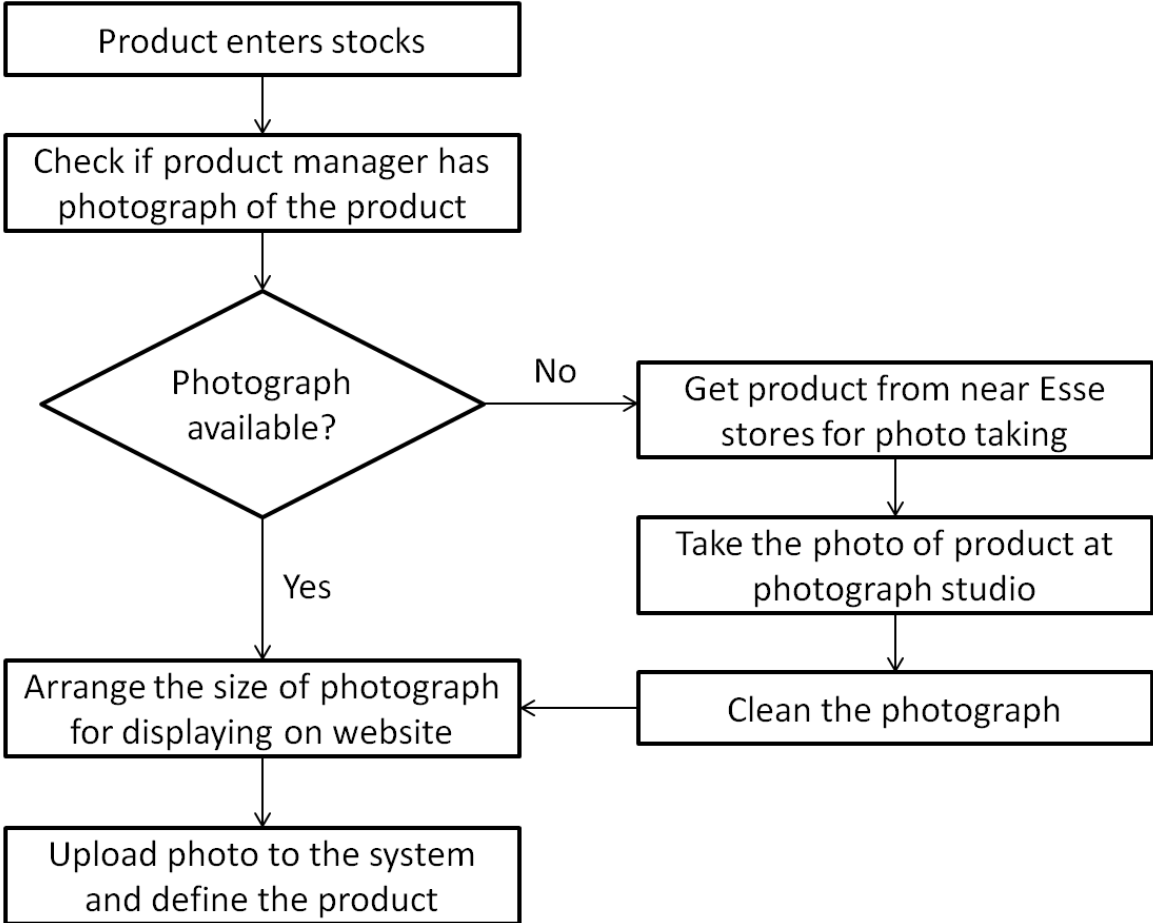 Product enters stocks
Check if product manager has
photograph of the product
Photograph
available?
No
Get product from near Esse
stores for photo taking
Take the photo of product at
photograph studio
Yes
Arrange the size of photograph
for displaying on website
Clean the photograph
Upload photo to the system
and define the product